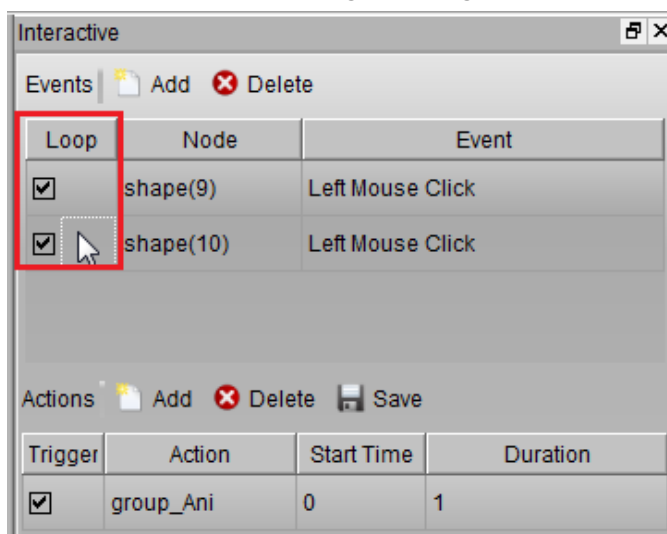 Interactive
Events Add Delete
Loop Node Event
shape(9) Left Mouse Click
shape(10) Left Mouse Click
Actions Add Delete Save
Trigger Action Start Time Duration
group_Ani 0 1